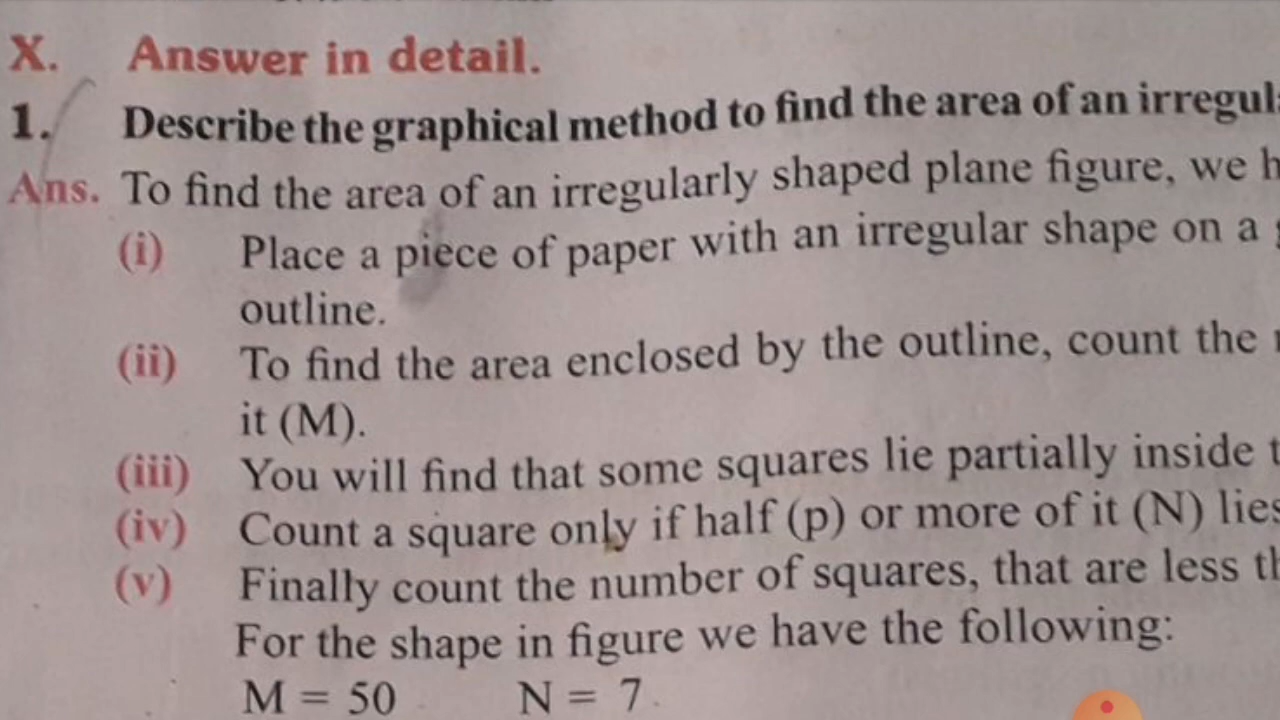 X. Answer in detail.
1. Describe the graphical method to find the area of an
Ans. To find the area of an irregularly shaped plane figure, we
(i) Place a piece of paper with an irregular shape on a
outline.
(ii) To find the area enclosed by the outline, count the
it (M).
(iii) You will find that some squares lie partially inside
(iv) Count a square only if half (p) or more of it (N) lies
(v) Finally count the number of squares, that are less
For the shape in figure we have the following:
M = 50 N = 7